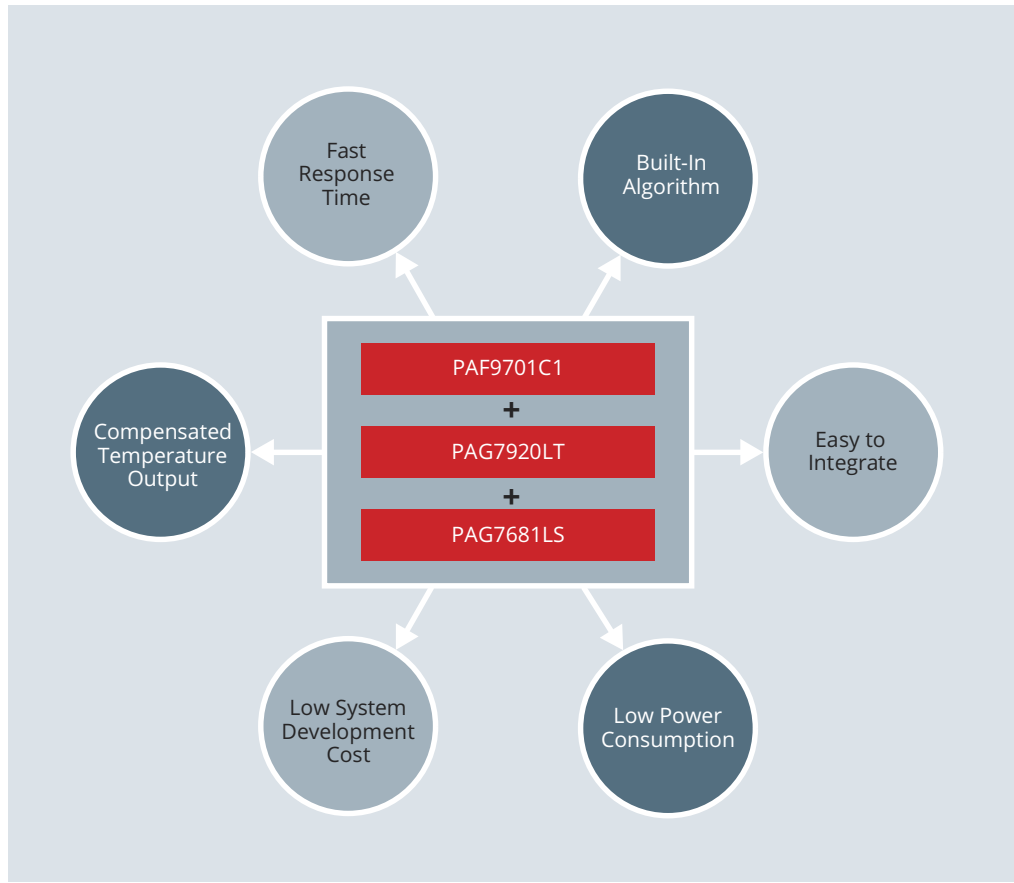 Fast
Response
Time
Built-In
Algorithm
PAF9701C1
+
PAG7920LT
+
PAG7681LS
Compensated
Temperature
Output
Easy to
Integrate
Low System
Development
Cost
Low Power
Consumption